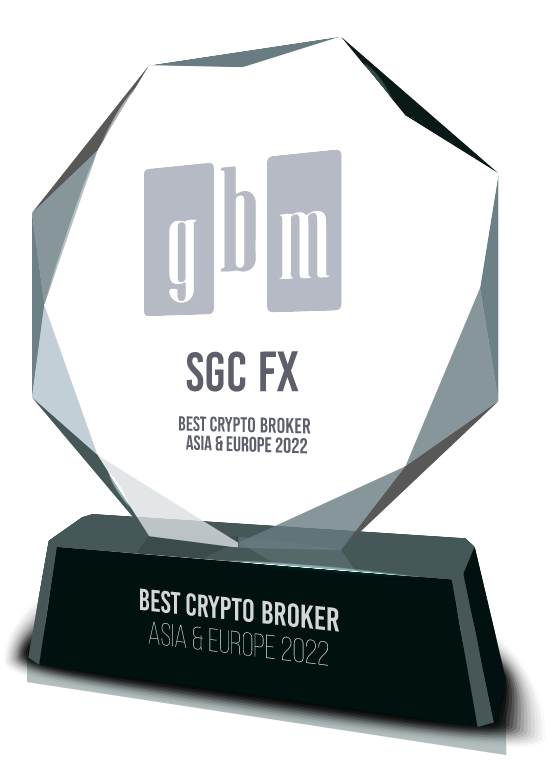 gbm
SGC FX
BEST CRYPTO BROKER
ASIA & EUROPE 2022
BEST CRYPTO BROKER
ASIA & EUROPE 2022